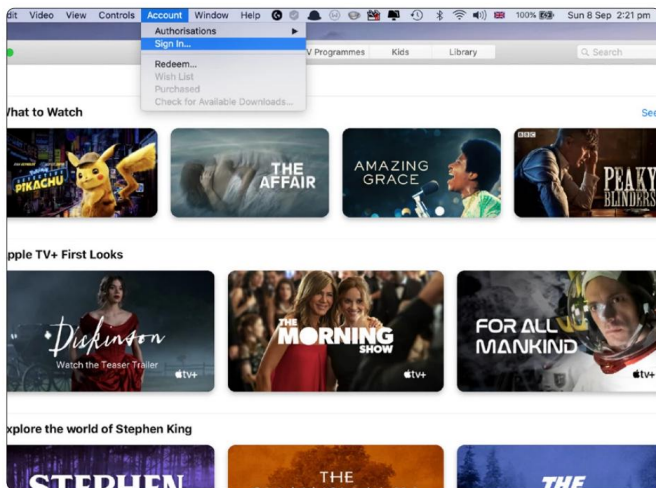 dit Video View Controls Account Window Help 100% Sun 8 Sep 2:21 pm
Authorisations
Sign In...
V Programmes Kids Library Search
Redeem...
Wish List
Purchased
Check for Available Downloads...
What to Watch
See
PIKACHU
THE
AFFAIR
AMAZING
GRACE
BBC
PEAKY
BLINDERS
pple TV+ First Looks
Dickinson
Watch the Teaser Trailer
tv+
THE
MORNING
SHOW
tv+
FOR ALL
MANKIND
tv+
xplore the world of Stephen King
STEPHEN
THE
THE